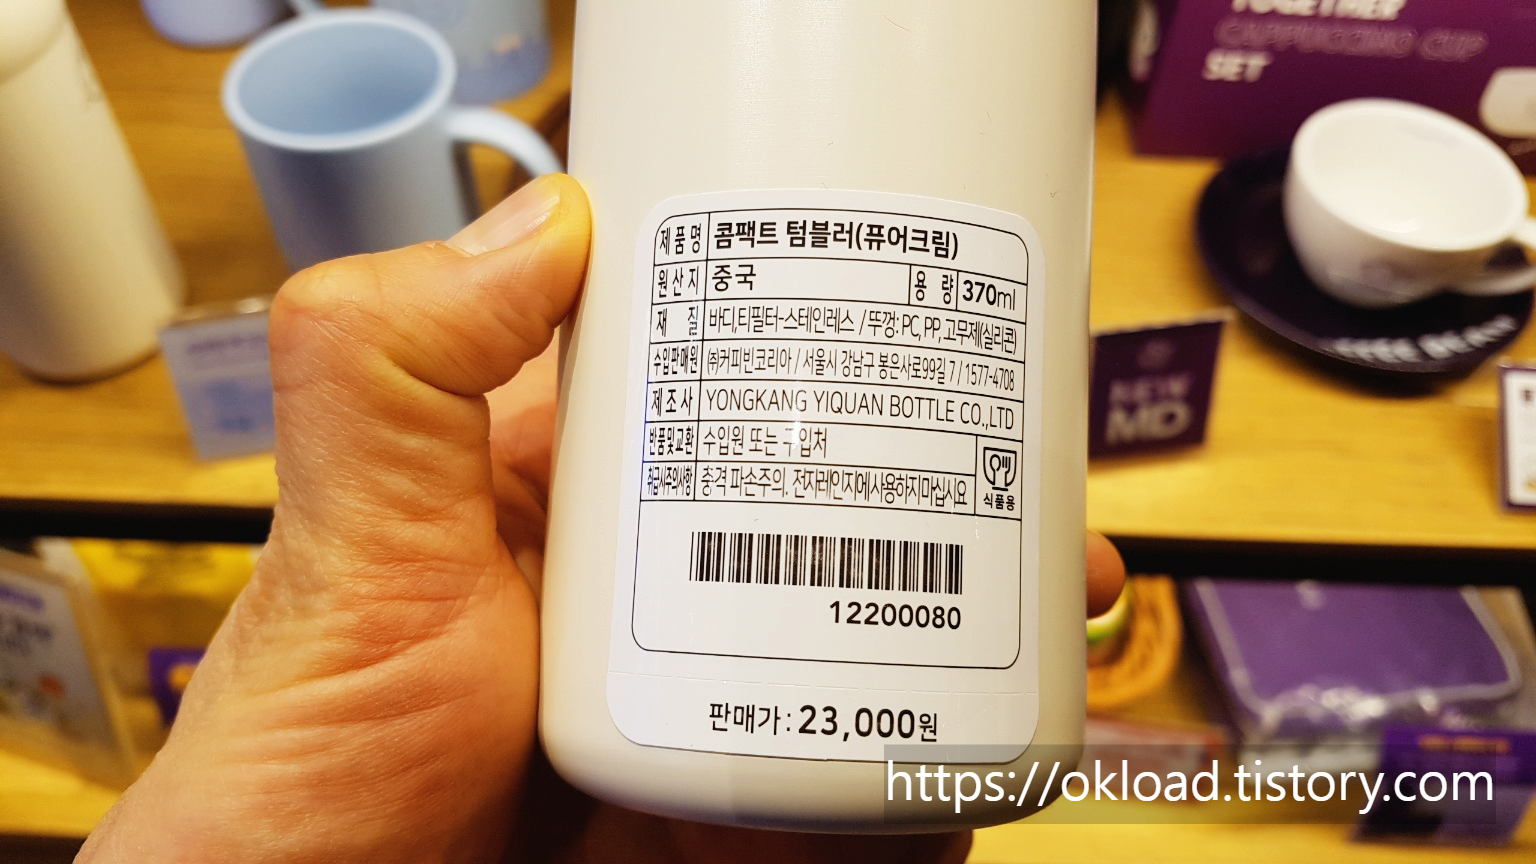 TOGETHER
CAPPUCCINO CUP
SET
제품명 콤팩트 텀블러(퓨어크림)
원산지 중국 용량 370ml
재질 바디,티필터-스테인레스 / 뚜껑: PC, PP, 고무제(실리콘)
수입판매원 ㈜커피빈코리아 / 서울시 강남구 봉은사로99길 7 / 1577-4708
제조사 YONGKANG YIQUAN BOTTLE CO.,LTD
반품및교환 수입원 또는 구입처
취급시주의사항 충격 파손주의. 전자레인지에사용하지마십시요
식품용
12200080
판매가 : 23,000원
NEW
MD
https://okload.tistory.com